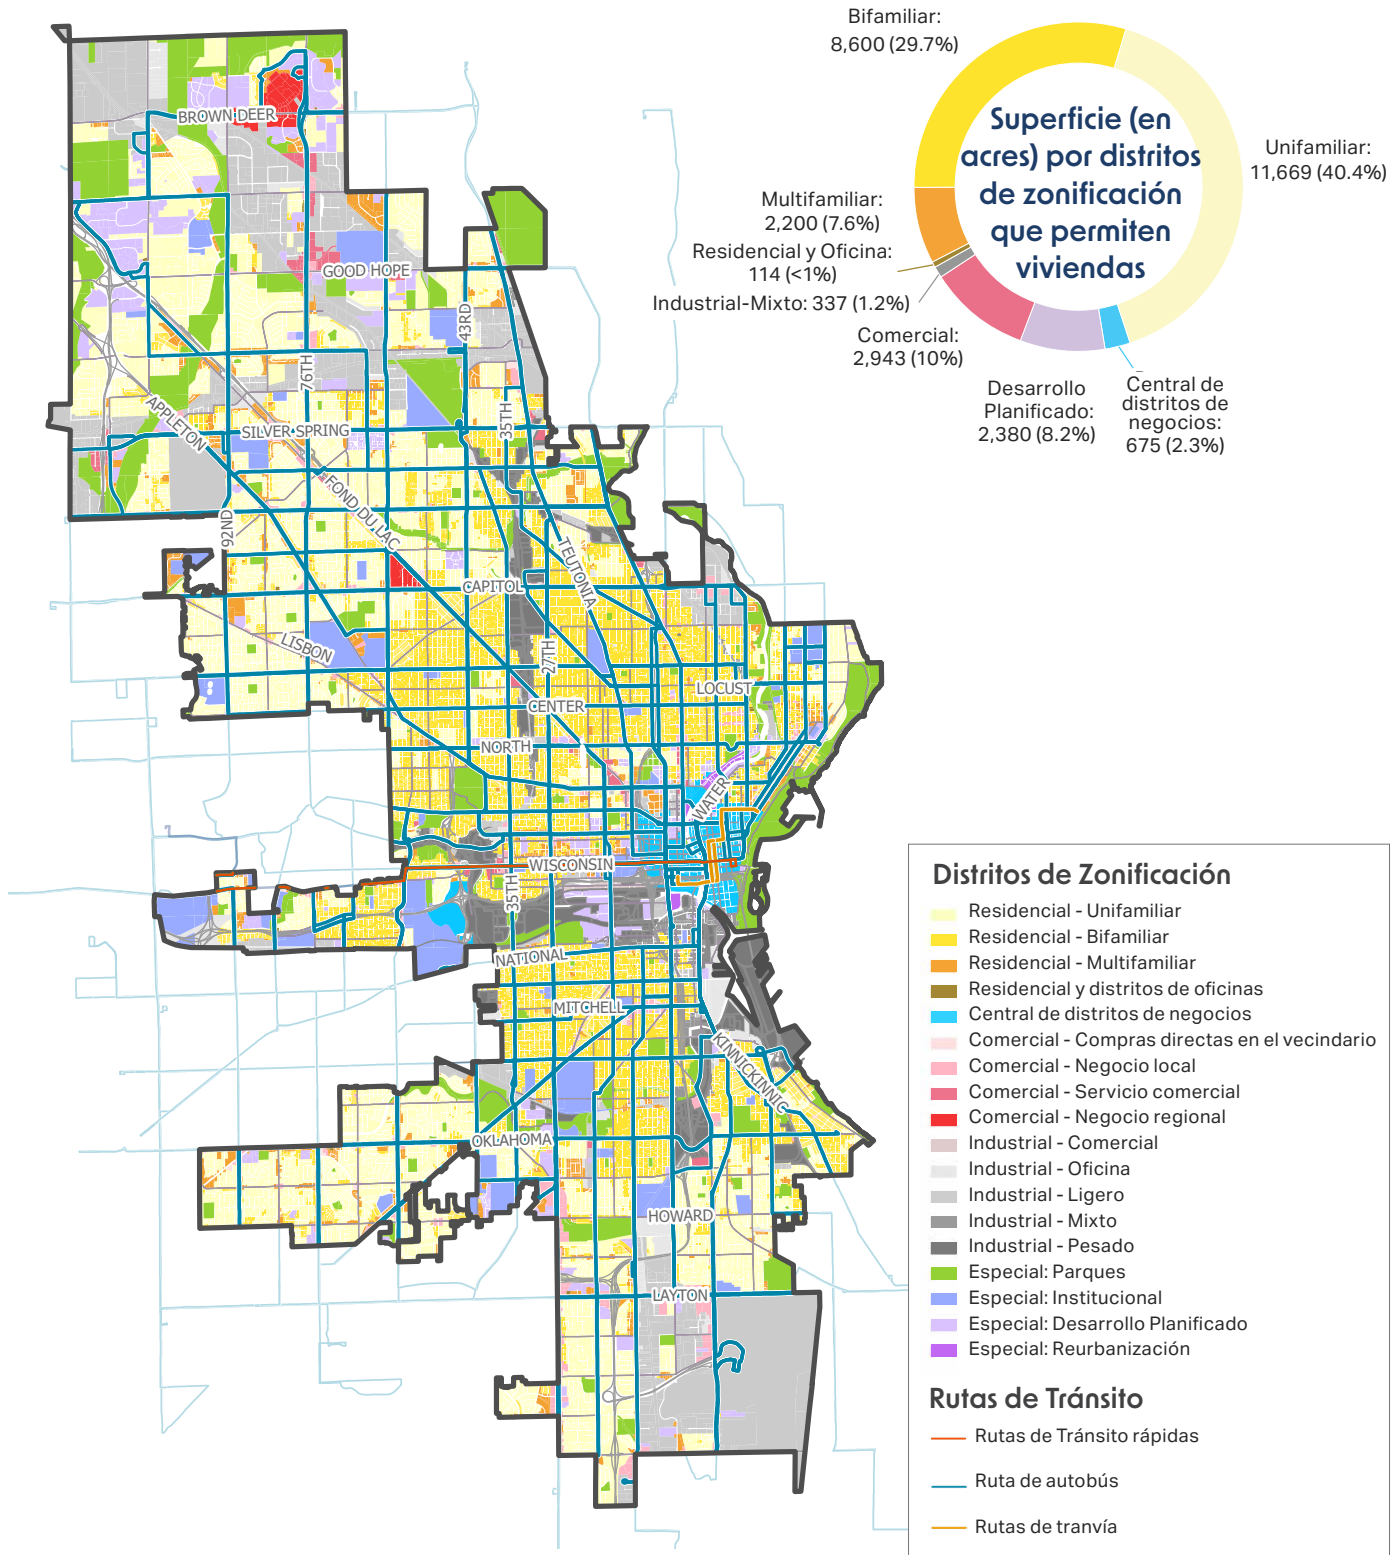 Bifamiliar:
8,600 (29.7%)
Superficie (en
acres) por distritos
de zonificación
que permiten
viviendas
Unifamiliar:
11,669 (40.4%)
Multifamiliar:
2,200 (7.6%)
Residencial y Oficina:
114 (<1%)
Industrial-Mixto: 337 (1.2%)
Comercial:
2,943 (10%)
Desarrollo
Planificado:
2,380 (8.2%)
Central de
distritos de
negocios:
675 (2.3%)
BROWN DEER
GOOD HOPE
43RD
76TH
APPLETON
SILVER SPRING
35TH
FOND DU LAC
92ND
TEUTONIA
CAPITOL
LISBON
27TH
LOCUST
CENTER
NORTH
WATER
WISCONSIN
35TH
NATIONAL
MITCHELL
KINNICKINNIC
OKLAHOMA
HOWARD
LAYTON
Distritos de Zonificación
Residencial - Unifamiliar
Residencial - Bifamiliar
Residencial - Multifamiliar
Residencial y distritos de oficinas
Central de distritos de negocios
Comercial - Compras directas en el vecindario
Comercial - Negocio local
Comercial - Servicio comercial
Comercial - Negocio regional
Industrial - Comercial
Industrial - Oficina
Industrial - Ligero
Industrial - Mixto
Industrial - Pesado
Especial: Parques
Especial: Institucional
Especial: Desarrollo Planificado
Especial: Reurbanización
Rutas de Tránsito
Rutas de Tránsito rápidas
Ruta de autobús
Rutas de tranvía